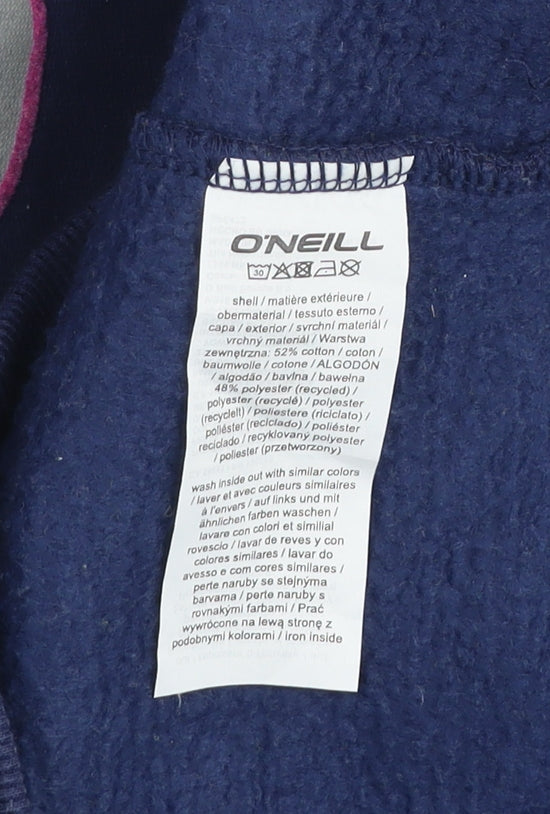 O'NEILL
30
shell / matière extérieure /
obermaterial / tessuto esterno /
capa / exterior / svrchní materiál /
vrchný materiál / Warstwa
zewnętrzna: 52% cotton / coton /
baumwolle / cotone / ALGODÓN
/ algodão / bavlna / bawełna
48% polyester (recycled) /
polyester (recyclé) / polyester
(recycelt) / poliestere (riciclato) /
poliéster (reciclado) / poliéster
reciclado / recyklovaný polyester
/ poliester (przetworzony)
wash inside out with similar colors
/ laver et avec couleurs similaires
à l'envers / auf links und mit
ähnlichen farben waschen /
lavare con colori et similial
rovescio / lavar de reves y con
colores similares / lavar do
avesso e com cores similares /
perte naruby se stejnýma
barvama / perte naruby s
rovnakými farbami / Prać
wywrócone na lewą stronę z
podobnymi kolorami / iron inside